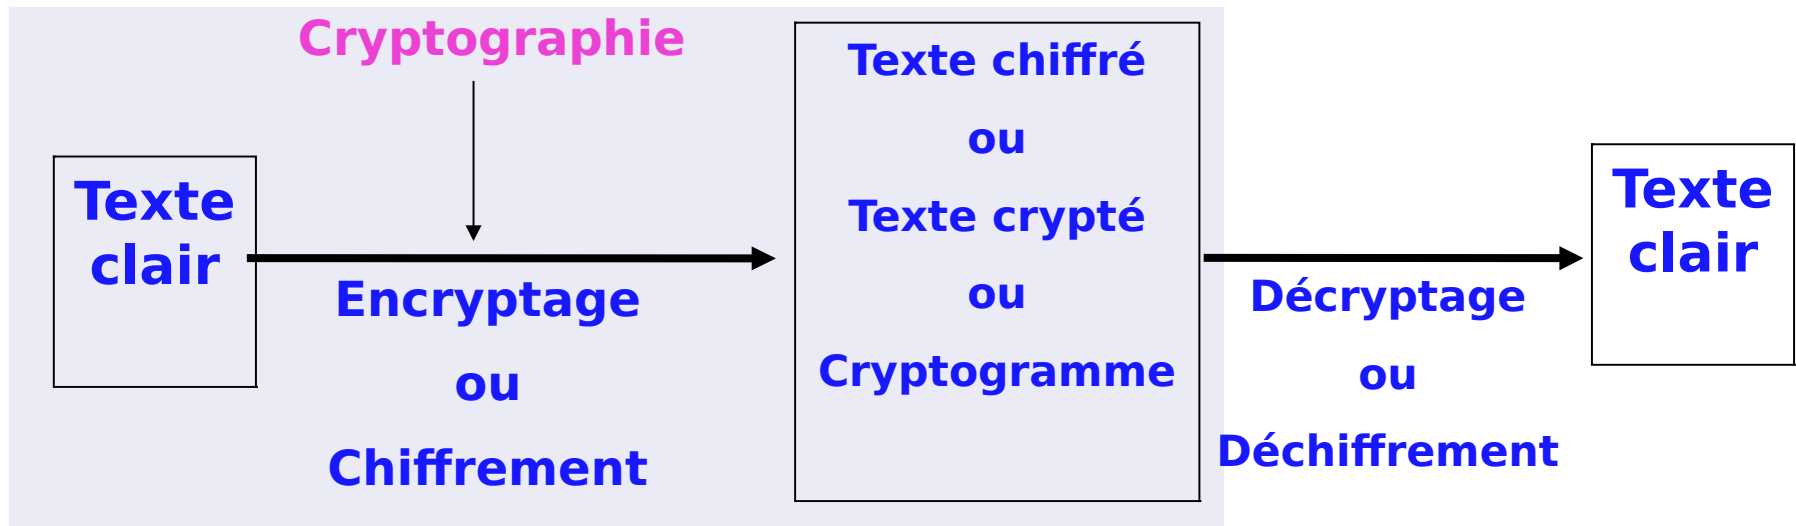 Cryptographie
Texte
clair
Encryptage
ou
Chiffrement
Texte chiffré
ou
Texte crypté
ou
Cryptogramme
Décryptage
ou
Déchiffrement
Texte
clair